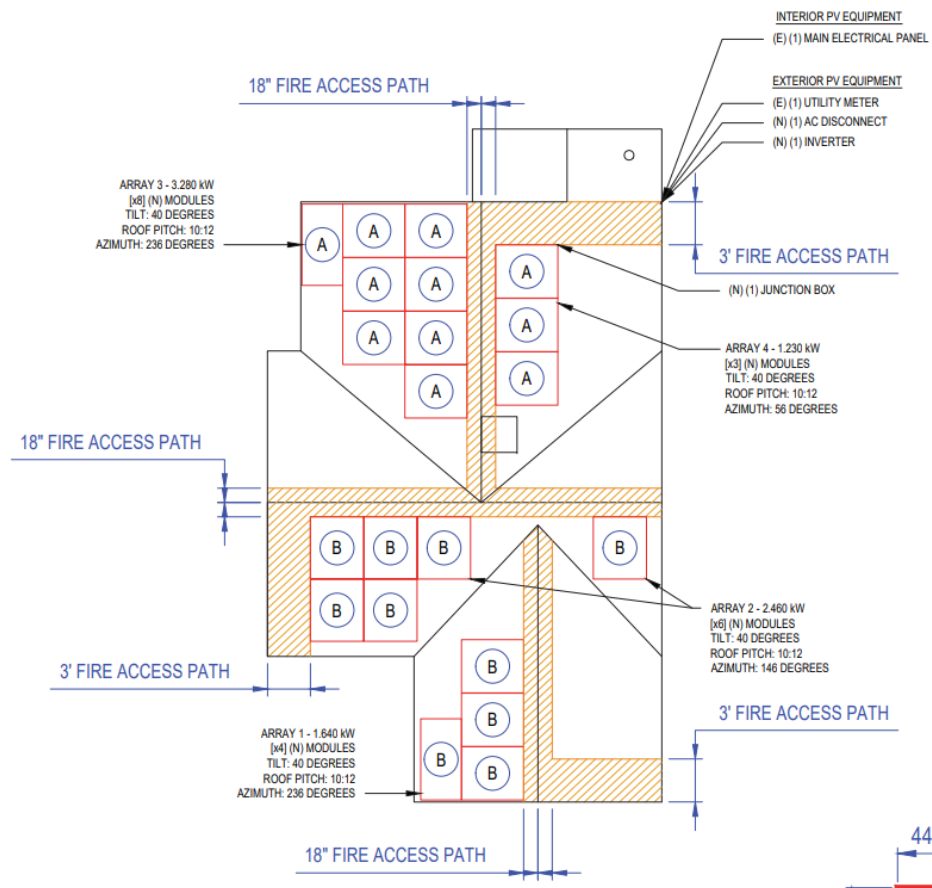 INTERIOR PV EQUIPMENT
(E) (1) MAIN ELECTRICAL PANEL
EXTERIOR PV EQUIPMENT
(E) (1) UTILITY METER
(N) (1) AC DISCONNECT
(N) (1) INVERTER
18" FIRE ACCESS PATH
ARRAY 3 - 3.280 kW
[x8] (N) MODULES
TILT: 40 DEGREES
ROOF PITCH: 10:12
AZIMUTH: 236 DEGREES
A A A
A A
A A
A
A
A
A
3' FIRE ACCESS PATH
(N) (1) JUNCTION BOX
ARRAY 4 - 1.230 kW
[x3] (N) MODULES
TILT: 40 DEGREES
ROOF PITCH: 10:12
AZIMUTH: 56 DEGREES
18" FIRE ACCESS PATH
B B B B
B B
ARRAY 2 - 2.460 kW
[x6] (N) MODULES
TILT: 40 DEGREES
ROOF PITCH: 10:12
AZIMUTH: 146 DEGREES
3' FIRE ACCESS PATH
B
B
B B
ARRAY 1 - 1.640 kW
[x4] (N) MODULES
TILT: 40 DEGREES
ROOF PITCH: 10:12
AZIMUTH: 236 DEGREES
3' FIRE ACCESS PATH
18" FIRE ACCESS PATH
44